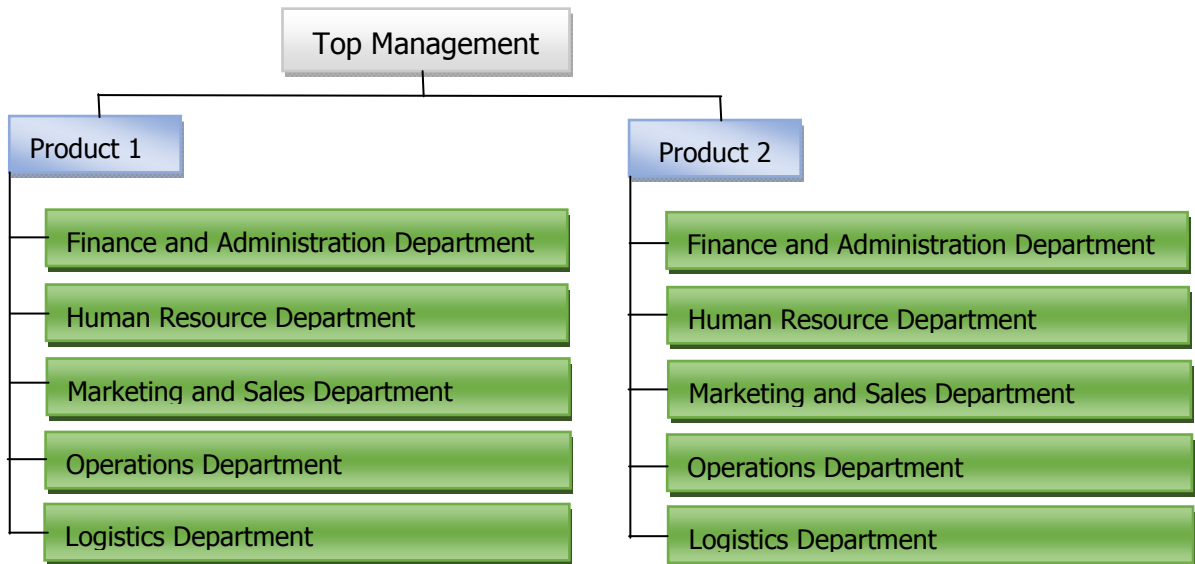 Top Management
Product 1
Finance and Administration Department
Human Resource Department
Marketing and Sales Department
Operations Department
Logistics Department
Product 2
Finance and Administration Department
Human Resource Department
Marketing and Sales Department
Operations Department
Logistics Department